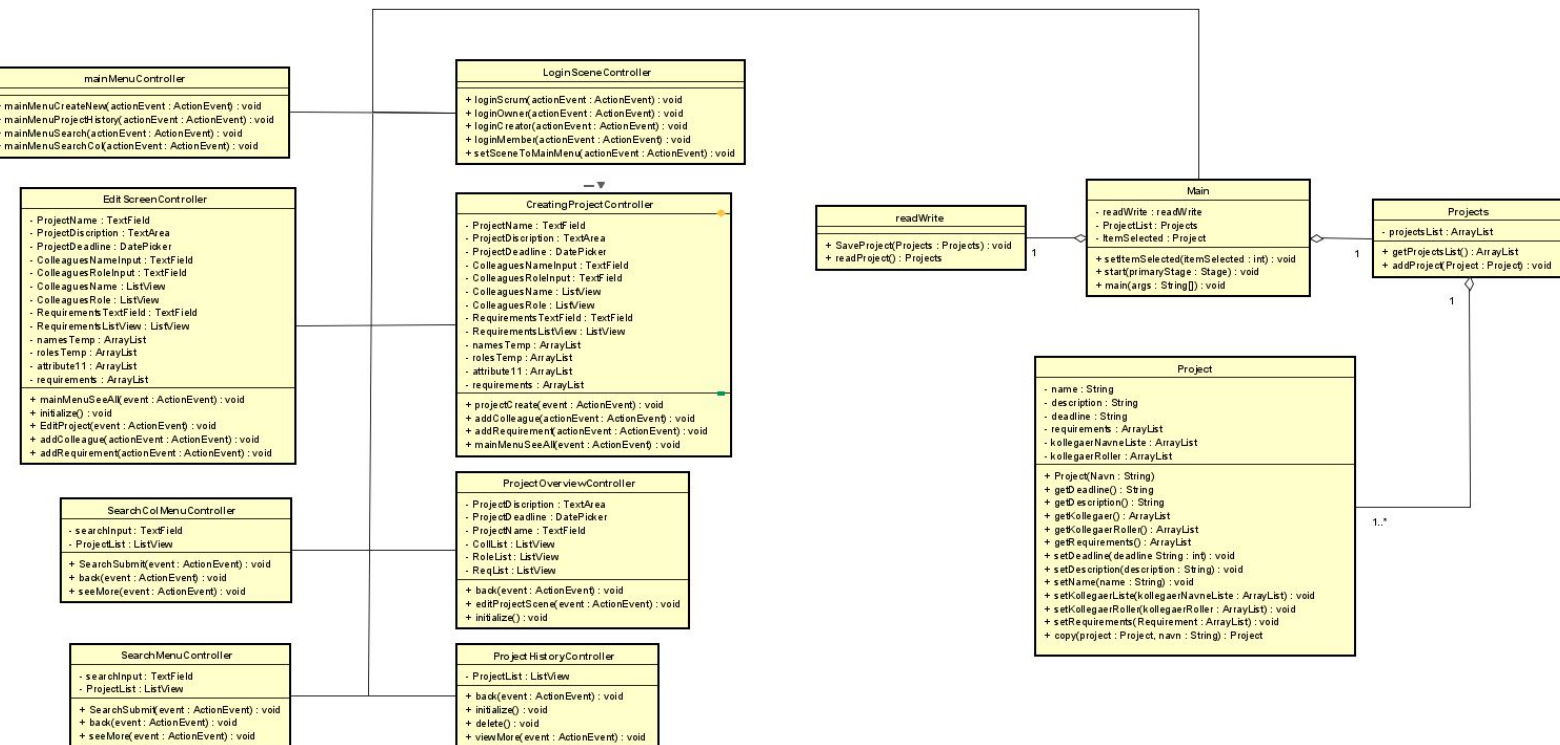 mainMenuController
+ mainMenuCreateNew(actionEvent : ActionEvent) : void
+ mainMenuProjectHistory(actionEvent : ActionEvent) : void
+ mainMenuSearch(actionEvent : ActionEvent) : void
+ mainMenuSearchCol(actionEvent : ActionEvent) : void
LoginSceneController
+ loginScrum(actionEvent : ActionEvent) : void
+ loginOwner(actionEvent : ActionEvent) : void
+ loginCreator(actionEvent : ActionEvent) : void
+ loginMember(actionEvent : ActionEvent) : void
+ setSceneToMainMenu(actionEvent : ActionEvent) : void
EditScreenController
- ProjectName : TextField
- ProjectDiscription : TextArea
- ProjectDeadline : DatePicker
- ColleaguesNameInput : TextField
- ColleaguesRoleInput : TextField
- ColleaguesName : ListView
- ColleaguesRole : ListView
- RequirementsTextField : TextField
- RequirementsListView : ListView
- namesTemp : ArrayList
- rolesTemp : ArrayList
- attribute11 : ArrayList
- requirements : ArrayList
+ mainMenuSeeAll(event : ActionEvent) : void
+ initialize() : void
+ EditProject(event : ActionEvent) : void
+ addColleague(actionEvent : ActionEvent) : void
+ addRequirement(actionEvent : ActionEvent) : void
CreatingProjectController
- ProjectName : TextField
- ProjectDiscription : TextArea
- ProjectDeadline : DatePicker
- ColleaguesNameInput : TextField
- ColleaguesRoleInput : TextField
- ColleaguesName : ListView
- ColleaguesRole : ListView
- RequirementsTextField : TextField
- RequirementsListView : ListView
- namesTemp : ArrayList
- rolesTemp : ArrayList
- attribute11 : ArrayList
- requirements : ArrayList
+ projectCreate(event : ActionEvent) : void
+ addColleague(actionEvent : ActionEvent) : void
+ addRequirement(actionEvent : ActionEvent) : void
+ mainMenuSeeAll(event : ActionEvent) : void
SearchColMenuController
- searchInput : TextField
- ProjectList : ListView
+ SearchSubmit(event : ActionEvent) : void
+ back(event : ActionEvent) : void
+ seeMore(event : ActionEvent) : void
ProjectOverviewController
- ProjectDiscription : TextArea
- ProjectDeadline : DatePicker
- ProjectName : TextField
- CollList : ListView
- RoleList : ListView
- ReqList : ListView
+ back(event : ActionEvent) : void
+ editProjectScene(event : ActionEvent) : void
+ initialize() : void
SearchMenuController
- searchInput : TextField
- ProjectList : ListView
+ SearchSubmit(event : ActionEvent) : void
+ back(event : ActionEvent) : void
+ seeMore(event : ActionEvent) : void
ProjectHistoryController
- ProjectList : ListView
+ back(event : ActionEvent) : void
+ initialize() : void
+ delete() : void
+ viewMore(event : ActionEvent) : void
readWrite
+ SaveProject(Projects : Projects) : void
+ readProject() : Projects
1
Main
- readWrite : readWrite
- ProjectList : Projects
- ItemSelected : Project
+ setItemSelected(itemSelected : int) : void
+ start(primaryStage : Stage) : void
+ main(args : String[]) : void
1
Projects
- projectsList : ArrayList
+ getProjectsList() : ArrayList
+ addProject(Project : Project) : void
1
Project
- name : String
- description : String
- deadline : String
- requirements : ArrayList
- kollegaerNavneListe : ArrayList
- kollegaerRoller : ArrayList
+ Project(Navn : String)
+ getDeadline() : String
+ getDescription() : String
+ getKollegaer() : ArrayList
+ getKollegaerRoller() : ArrayList
+ getRequirements() : ArrayList
+ setDeadline(deadline String : int) : void
+ setDescription(description : String) : void
+ setName(name : String) : void
+ setKollegaerListe(kollegaerNavneListe : ArrayList) : void
+ setKollegaerRoller(kollegaerRoller : ArrayList) : void
+ setRequirements(Requirement : ArrayList) : void
+ copy(project : Project, navn : String) : Project
1..*